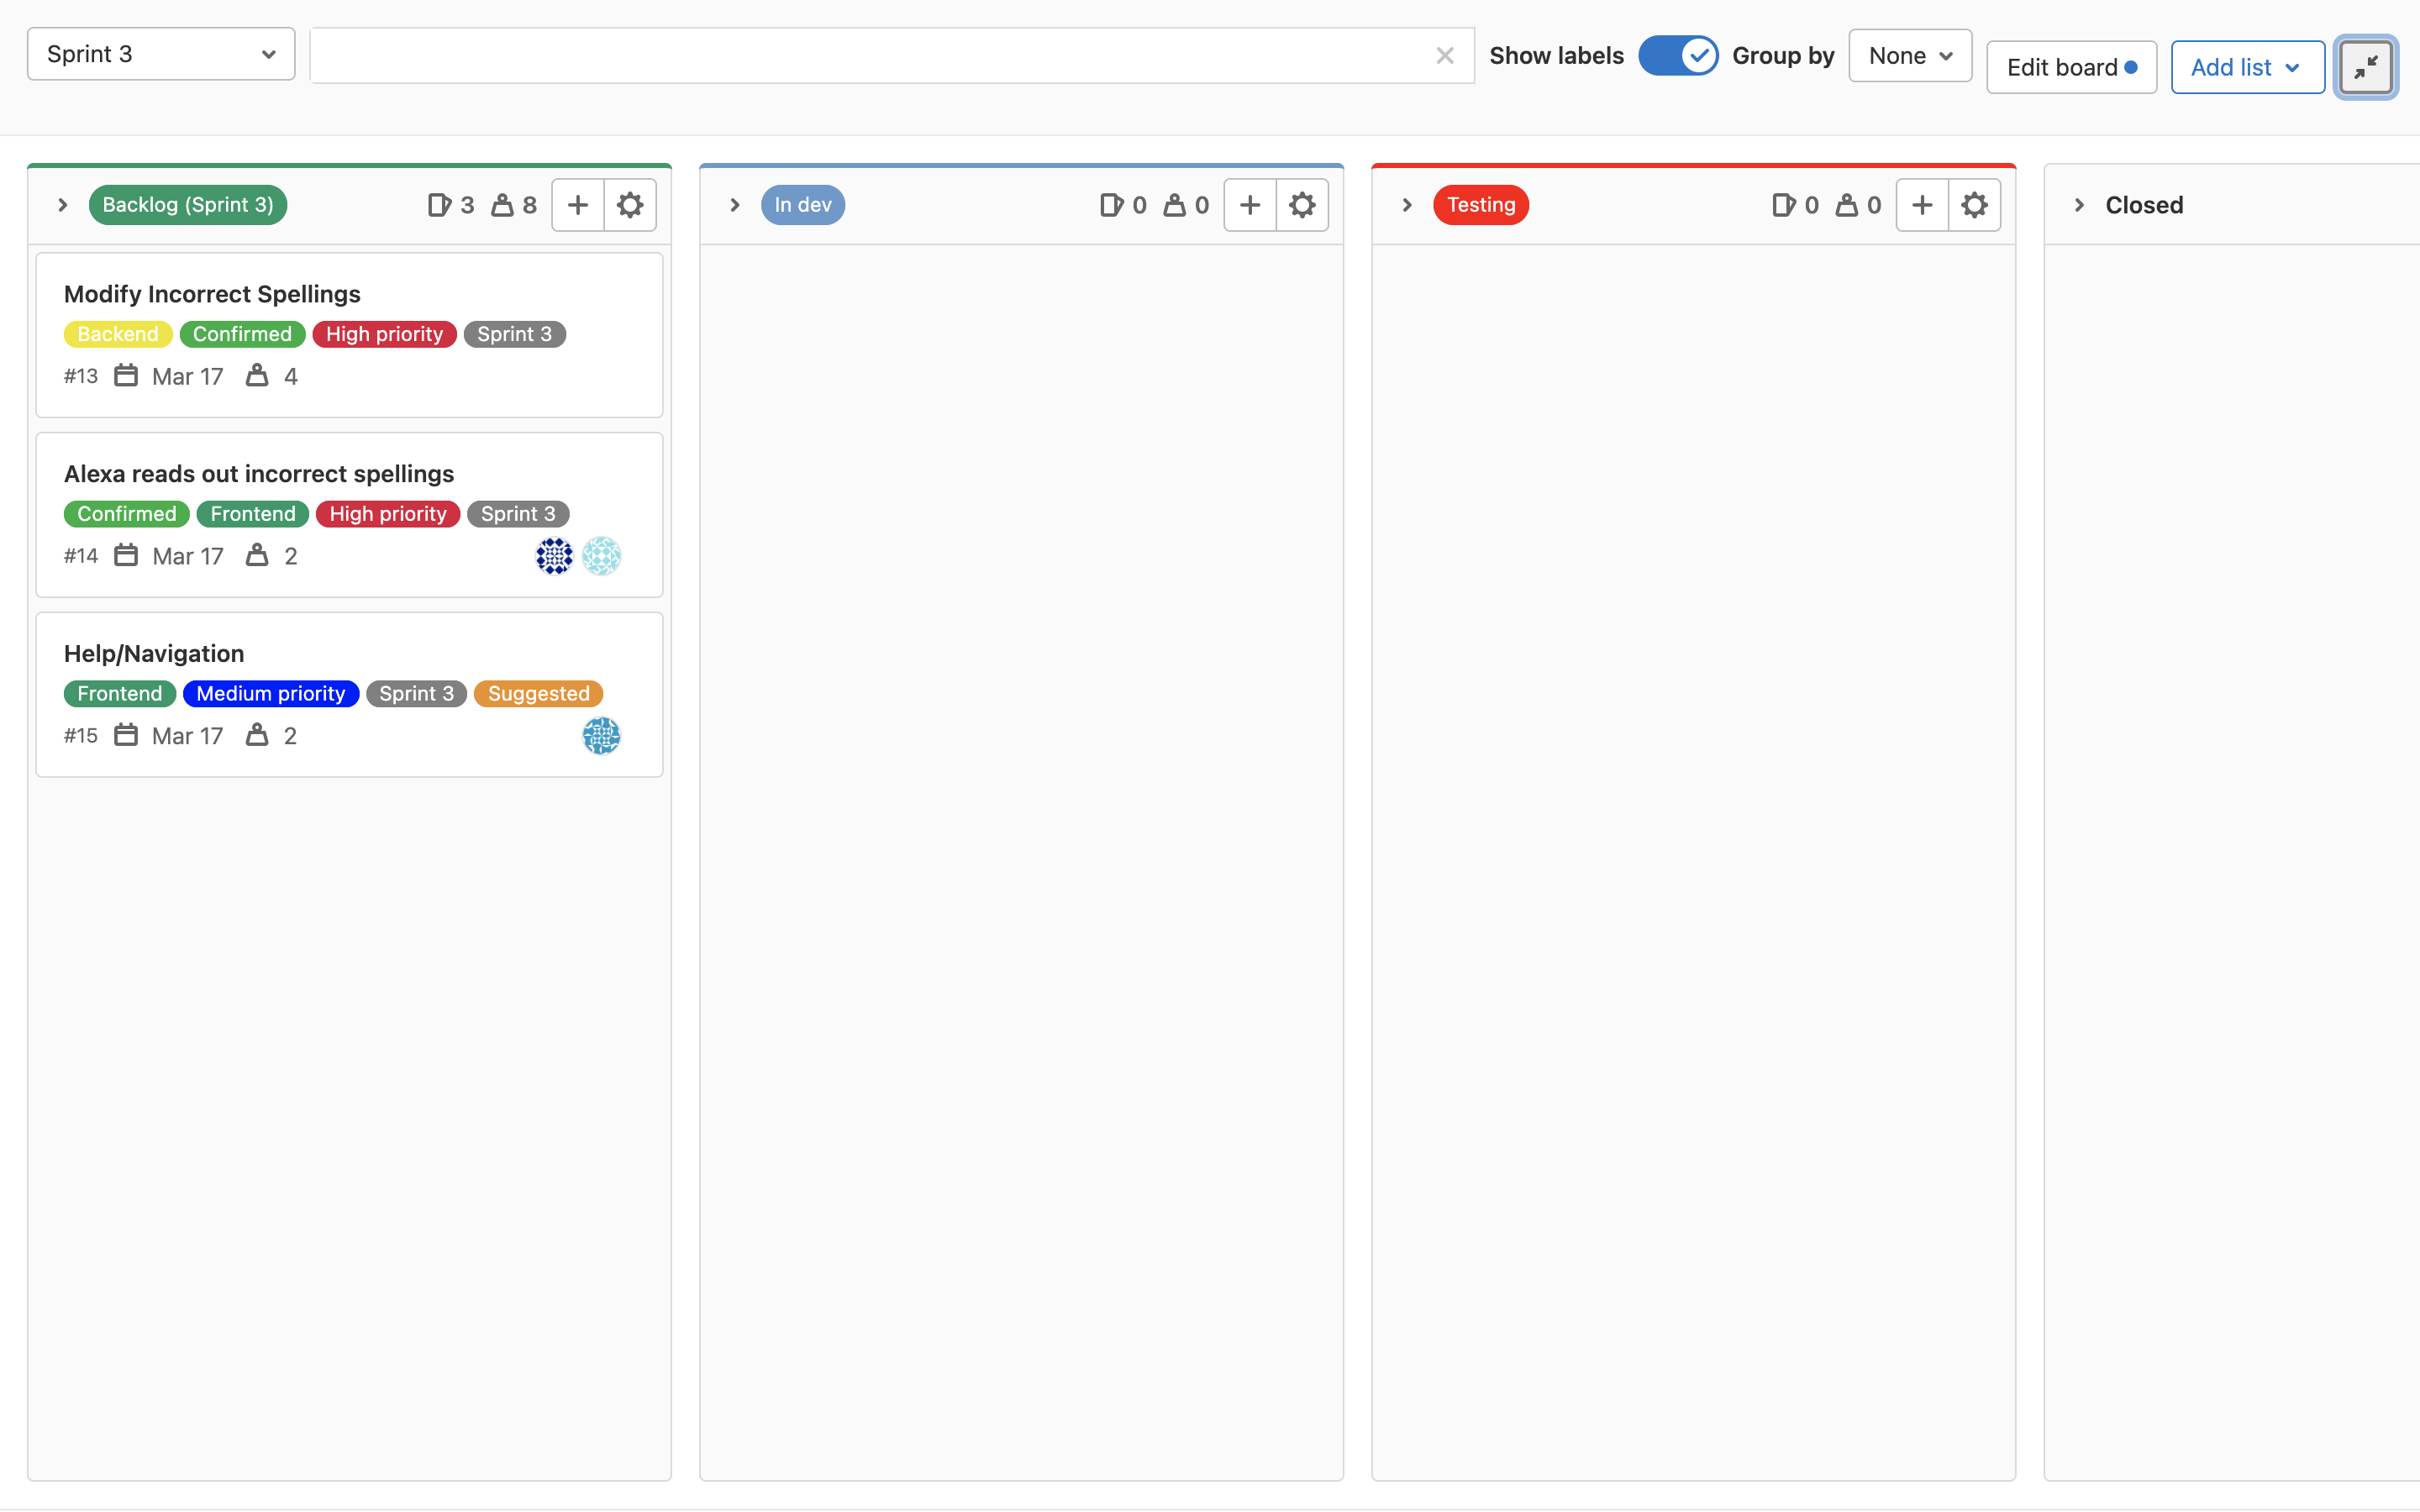 Sprint 3
Show labels
Group by
None
Edit board
Add list
Backlog (Sprint 3)
3
8
In dev
0
0
Testing
0
0
Closed
Modify Incorrect Spellings
Backend Confirmed High priority Sprint 3
#13 Mar 17 4
Alexa reads out incorrect spellings
Confirmed Frontend High priority Sprint 3
#14 Mar 17 2
Help/Navigation
Frontend Medium priority Sprint 3 Suggested
#15 Mar 17 2